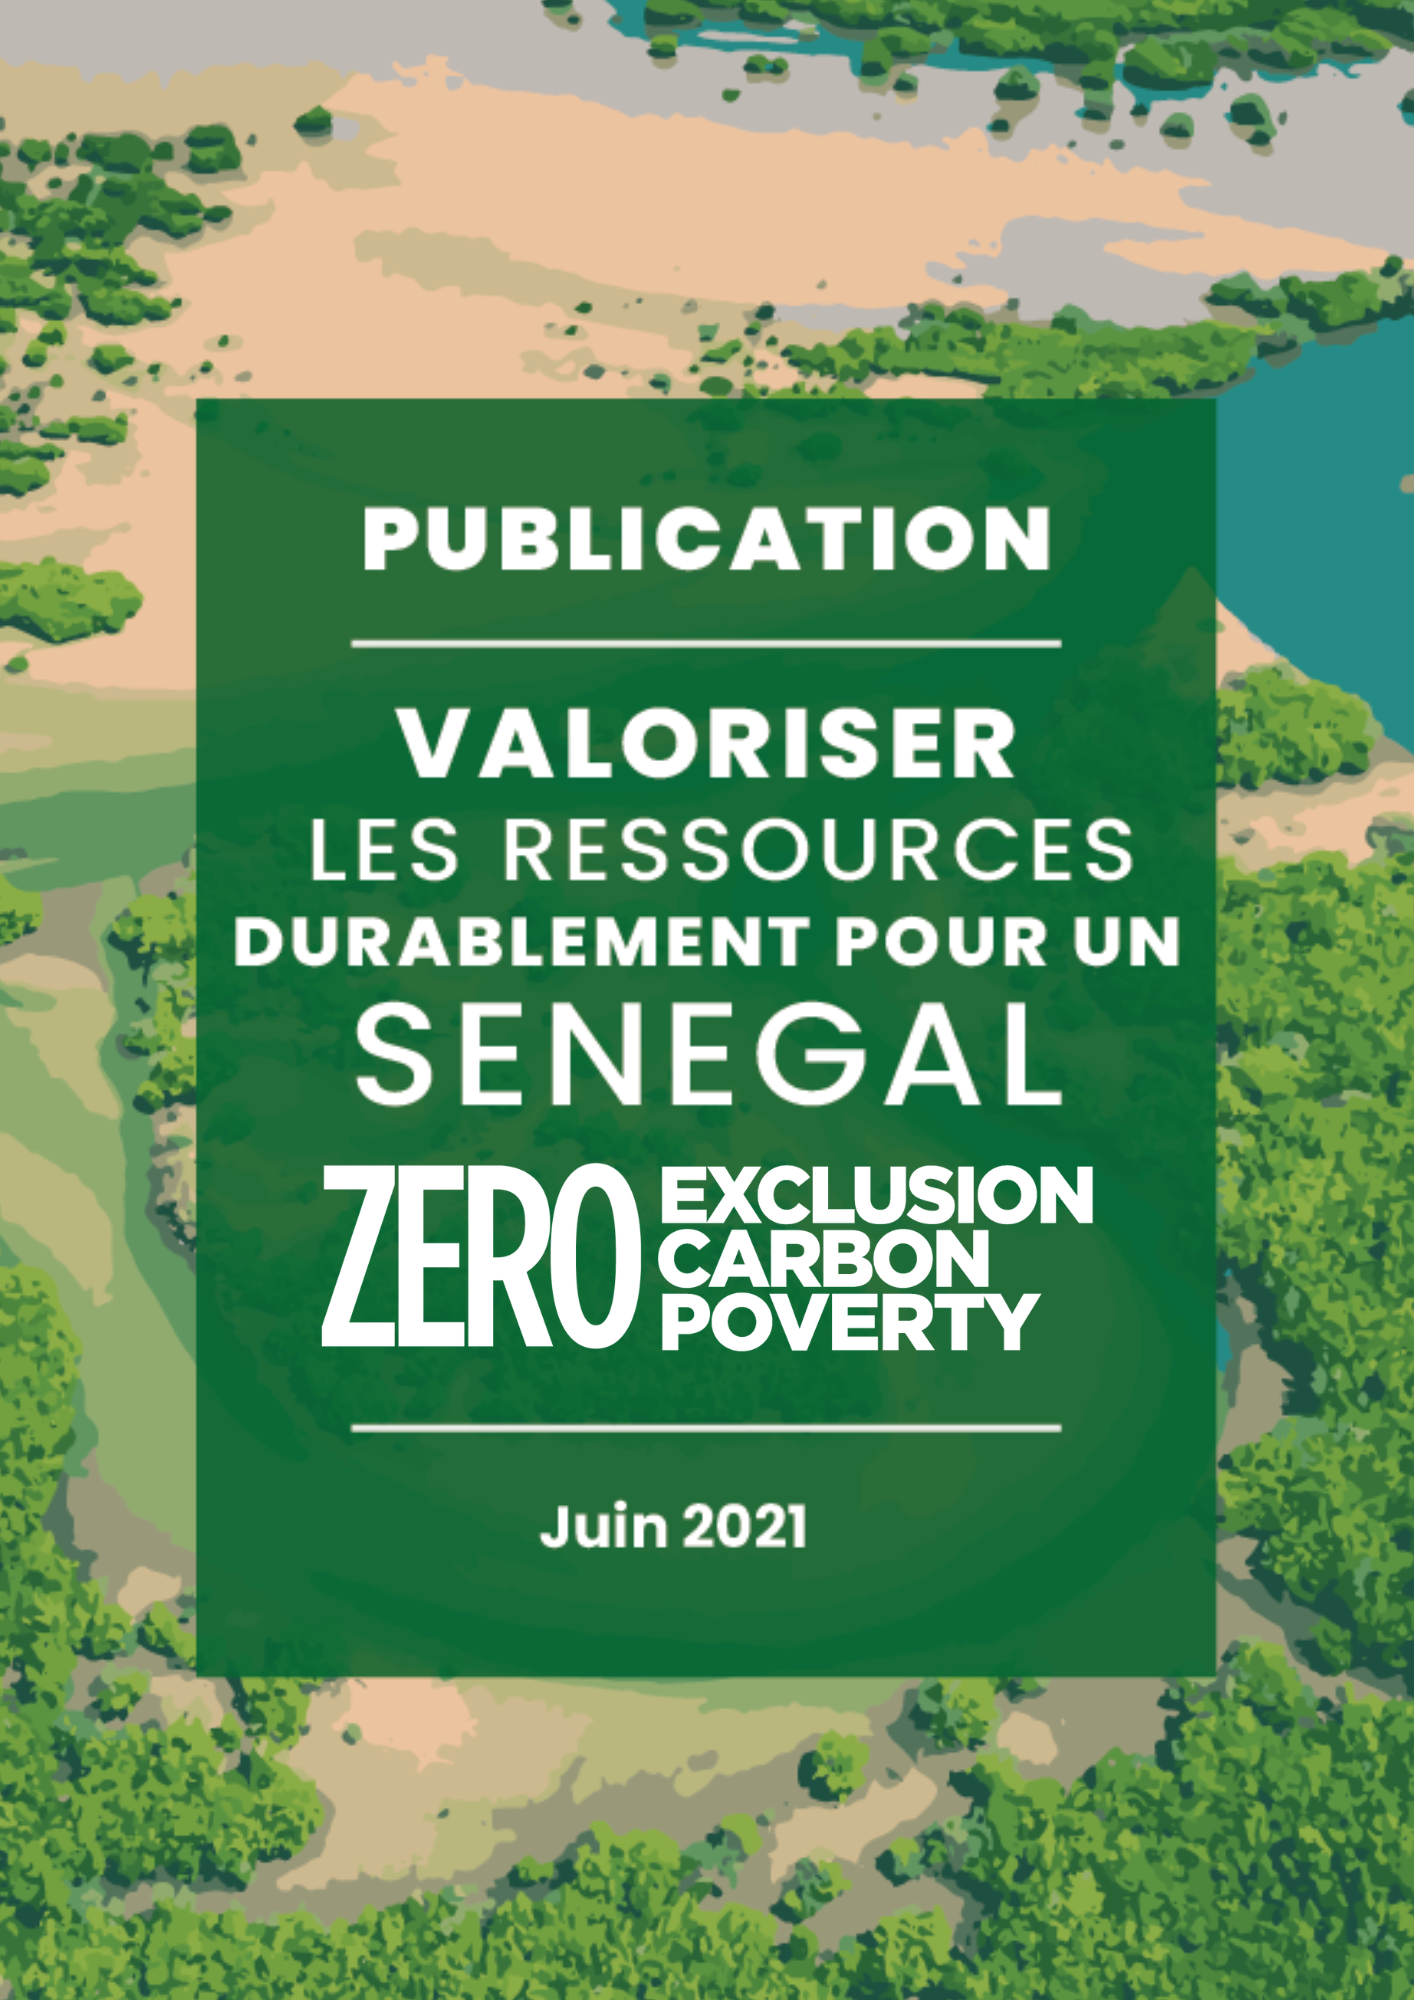 PUBLICATION
VALORISER
LES RESSOURCES
DURABLEMENT POUR UN
SENEGAL
ZERO
EXCLUSION
CARBON
POVERTY
Juin 2021